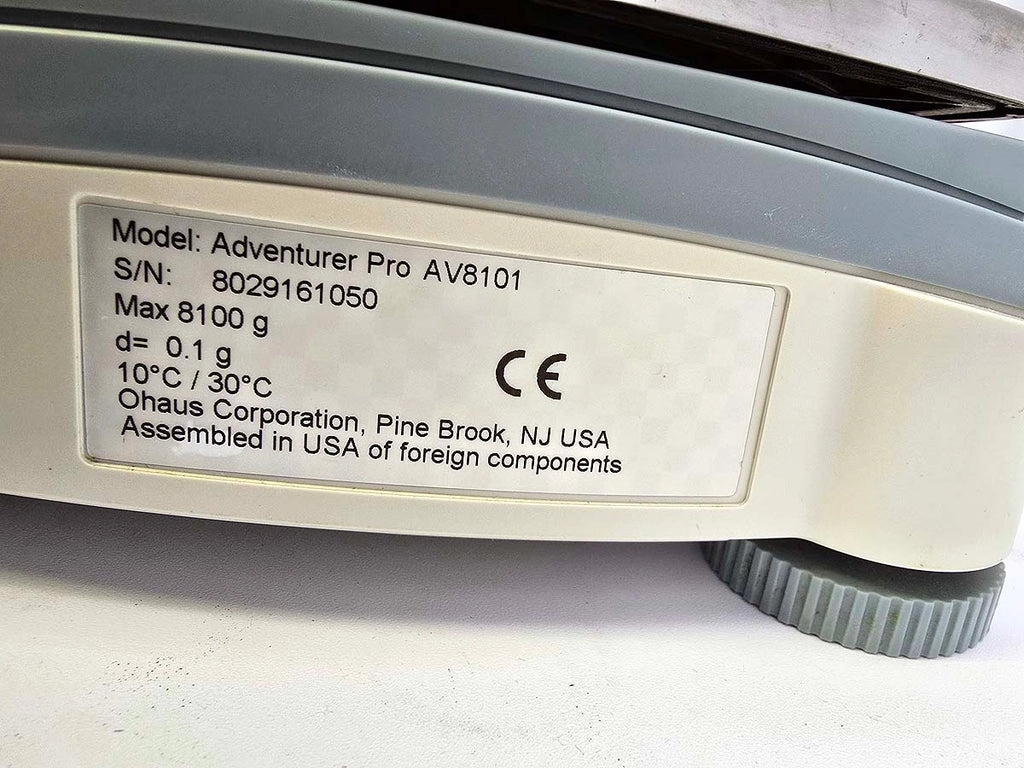 Model: Adventurer Pro AV8101
S/N: 8029161050
Max 8100 g
d= 0.1 g
10°C / 30°C
CE
Ohaus Corporation, Pine Brook, NJ USA
Assembled in USA of foreign components